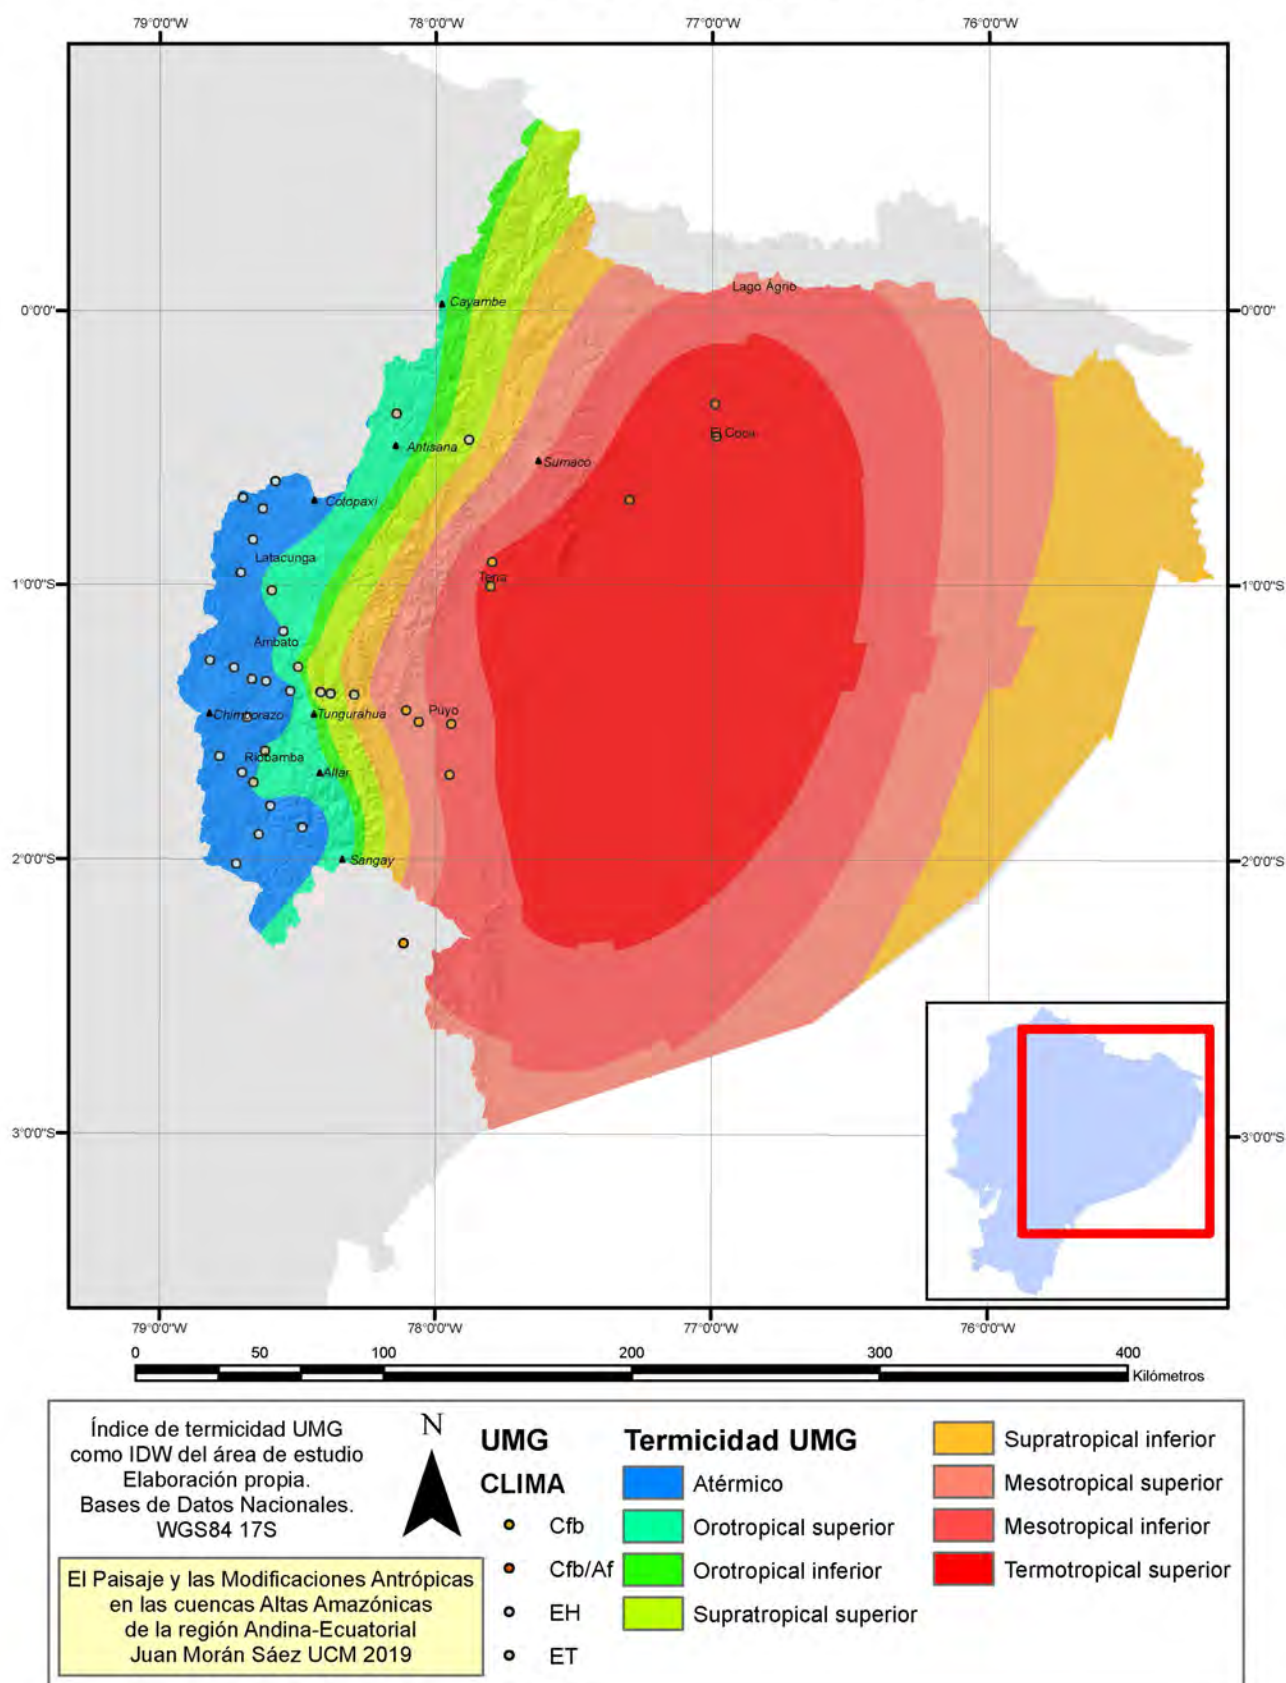 79°0'0"W 78°0'0"W 77°0'0"W 76°0'0"W
Lago Agrio
Cayambe
0°0'0" 0°0'0"
Coca
Antisana
Sumaco
Cotopaxi
Latacunga
Tena
1°0'0"S 1°0'0"S
Ambato
Puyo
Chimborazo Tungurahua
Riobamba
Altar
2°0'0"S Sangay 2°0'0"S
3°0'0"S 3°0'0"S
79°0'0"W 78°0'0"W 77°0'0"W 76°0'0"W
0 50 100 200 300 400
Kilómetros
Índice de termicidad UMG
como IDW del área de estudio
Elaboración propia.
Bases de Datos Nacionales.
WGS84 17S
El Paisaje y las Modificaciones Antrópicas
en las cuencas Altas Amazónicas
de la región Andina-Ecuatorial
Juan Morán Sáez UCM 2019
N
UMG
CLIMA
Cfb
Cfb/Af
EH
ET
Termicidad UMG
Atérmico
Orotropical superior
Orotropical inferior
Supratropical superior
Supratropical inferior
Mesotropical superior
Mesotropical inferior
Termotropical superior